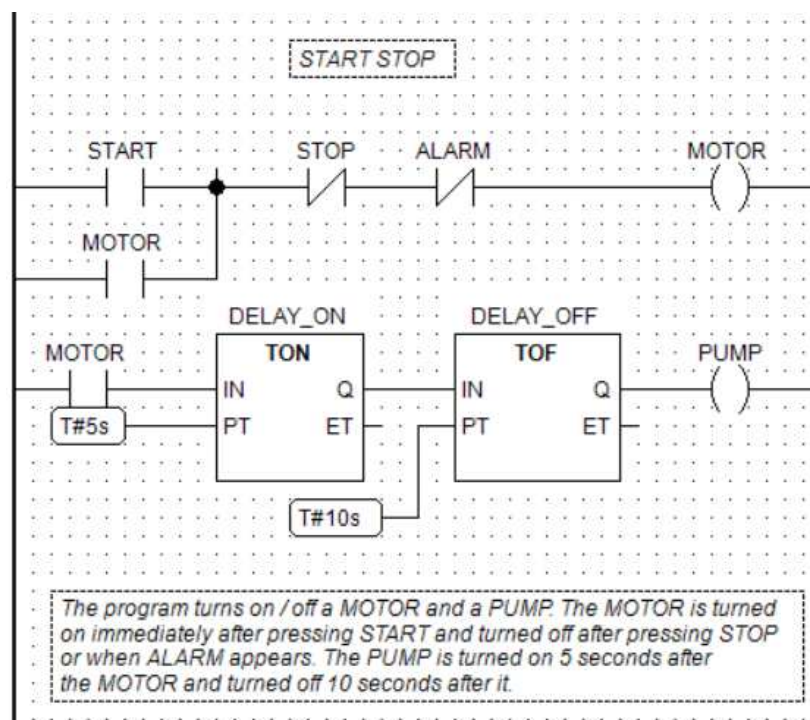 START STOP
START STOP ALARM MOTOR
MOTOR
DELAY_ON DELAY_OFF
MOTOR TON TOF PUMP
IN Q IN Q
T#5s PT ET PT ET
T#10s
The program turns on / off a MOTOR and a PUMP. The MOTOR is turned
on immediately after pressing START and turned off after pressing STOP
or when ALARM appears. The PUMP is turned on 5 seconds after
the MOTOR and turned off 10 seconds after it.